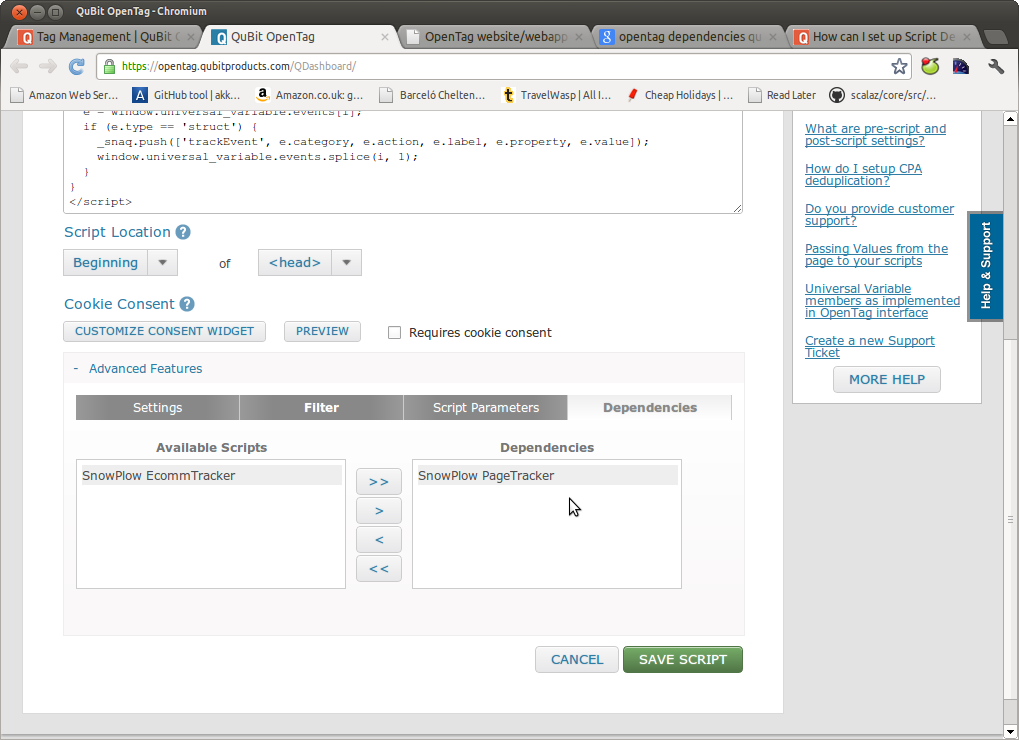 QuBit OpenTag - Chromium
Tag Management | QuBit
QuBit OpenTag
OpenTag website/webapp
opentag dependencies qu
How can I set up Script De
https://opentag.qubitproducts.com/QDashboard/
Amazon Web Ser...
GitHub tool | akk...
Amazon.co.uk: g...
Barceló Chelten...
TravelWasp | All I...
Cheap Holidays | ...
Read Later
scalaz/core/src/...
e = window.universal_variable.events[i];
if (e.type == 'struct') {
_snaq.push(['trackEvent', e.category, e.action, e.label, e.property, e.value]);
window.universal_variable.events.splice(i, 1);
}
}
</script>
Script Location ?
Beginning
of
<head>
Cookie Consent ?
CUSTOMIZE CONSENT WIDGET
PREVIEW
Requires cookie consent
- Advanced Features
Settings
Filter
Script Parameters
Dependencies
Available Scripts
Dependencies
SnowPlow EcommTracker
SnowPlow PageTracker
>>
>
<
<<
CANCEL
SAVE SCRIPT
What are pre-script and
post-script settings?
How do I setup CPA
deduplication?
Do you provide customer
support?
Passing Values from the
page to your scripts
Universal Variable
members as implemented
in OpenTag interface
Create a new Support
Ticket
MORE HELP
Help & Support